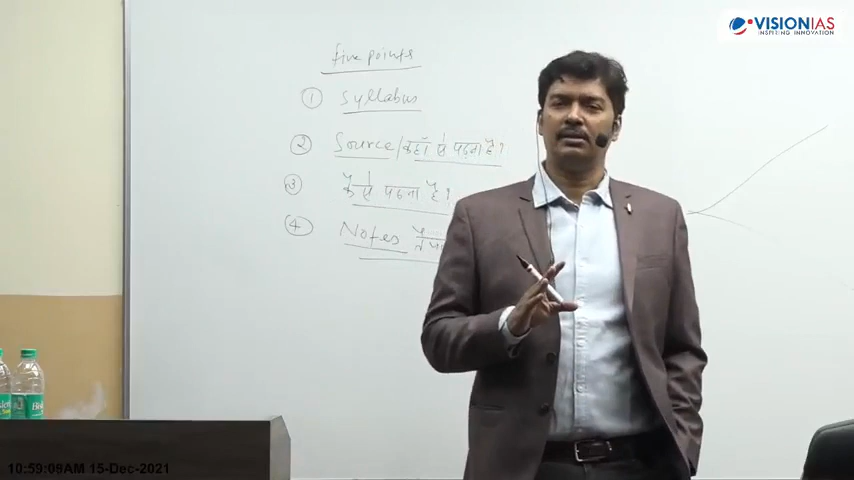 VISIONIAS
INSPIRING INNOVATION
five points
① Syllabus
② Source/कहाँ से पढ़ना है?
③ कैसे पढना है?
④ Notes
10:59:09AM 15-Dec-2021